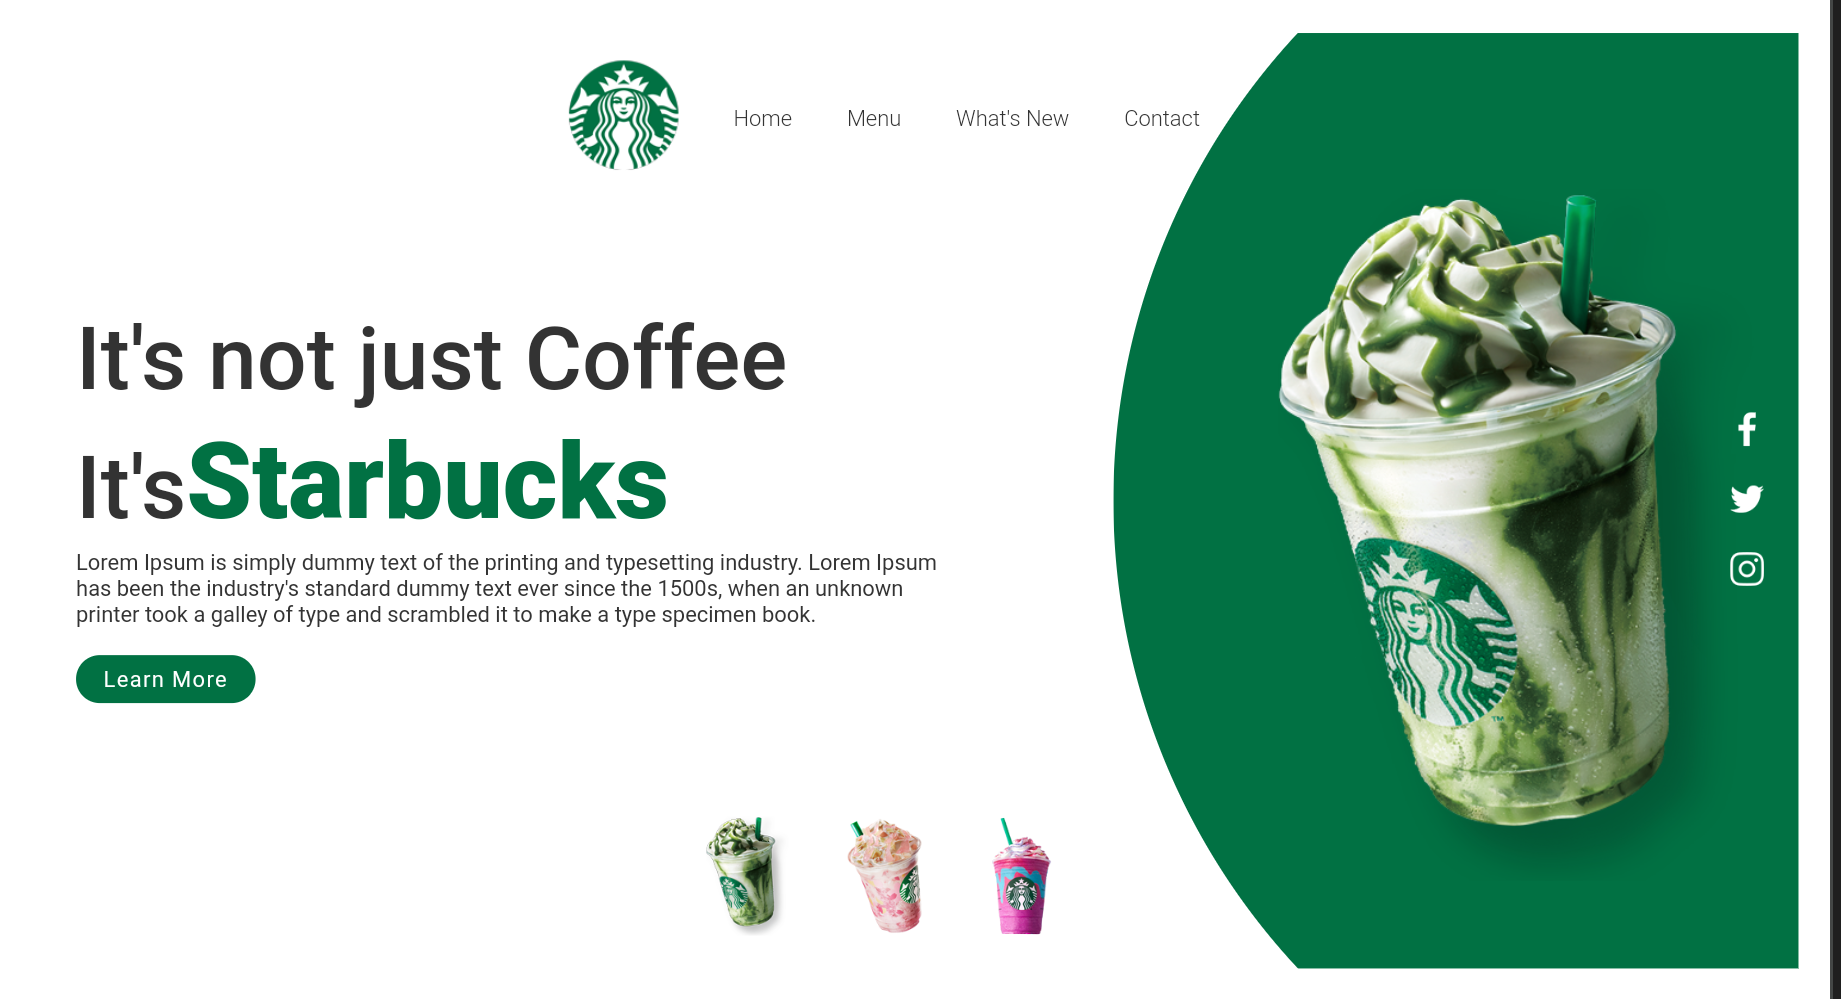 Home Menu What's New Contact
It's not just Coffee
It'sStarbucks
Lorem Ipsum is simply dummy text of the printing and typesetting industry. Lorem Ipsum
has been the industry's standard dummy text ever since the 1500s, when an unknown
printer took a galley of type and scrambled it to make a type specimen book.
Learn More
TM